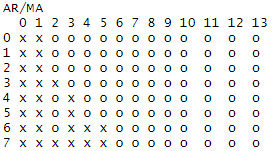 AR/MA
0 1 2 3 4 5 6 7 8 9 10 11 12 13
0 x x o o o o o o o o o o o o
1 x x o o o o o o o o o o o o
2 x x o o o o o o o o o o o o
3 x x x o o o o o o o o o o o
4 x o x o o o o o o o o o o o
5 x x o x o o o o o o o o o o
6 x x o x x x o o o o o o o o
7 x x x x x x o o o o o o o o